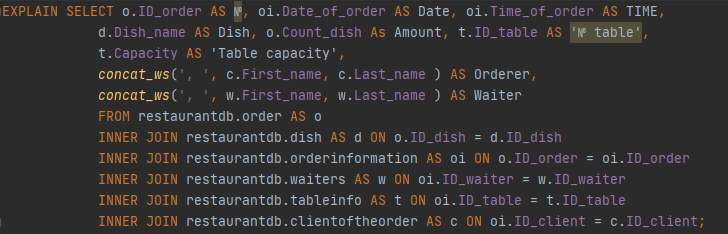 EXPLAIN SELECT o.ID_order AS №, oi.Date_of_order AS Date, oi.Time_of_order AS TIME,
d.Dish_name AS Dish, o.Count_dish As Amount, t.ID_table AS '№ table',
t.Capacity AS 'Table capacity',
concat_ws(', ', c.First_name, c.Last_name ) AS Orderer,
concat_ws(', ', w.First_name, w.Last_name ) AS Waiter
FROM restaurantdb.order AS o
INNER JOIN restaurantdb.dish AS d ON o.ID_dish = d.ID_dish
INNER JOIN restaurantdb.orderinformation AS oi ON o.ID_order = oi.ID_order
INNER JOIN restaurantdb.waiters AS w ON oi.ID_waiter = w.ID_waiter
INNER JOIN restaurantdb.tableinfo AS t ON oi.ID_table = t.ID_table
INNER JOIN restaurantdb.clientoftheorder AS c ON oi.ID_client = c.ID_client;